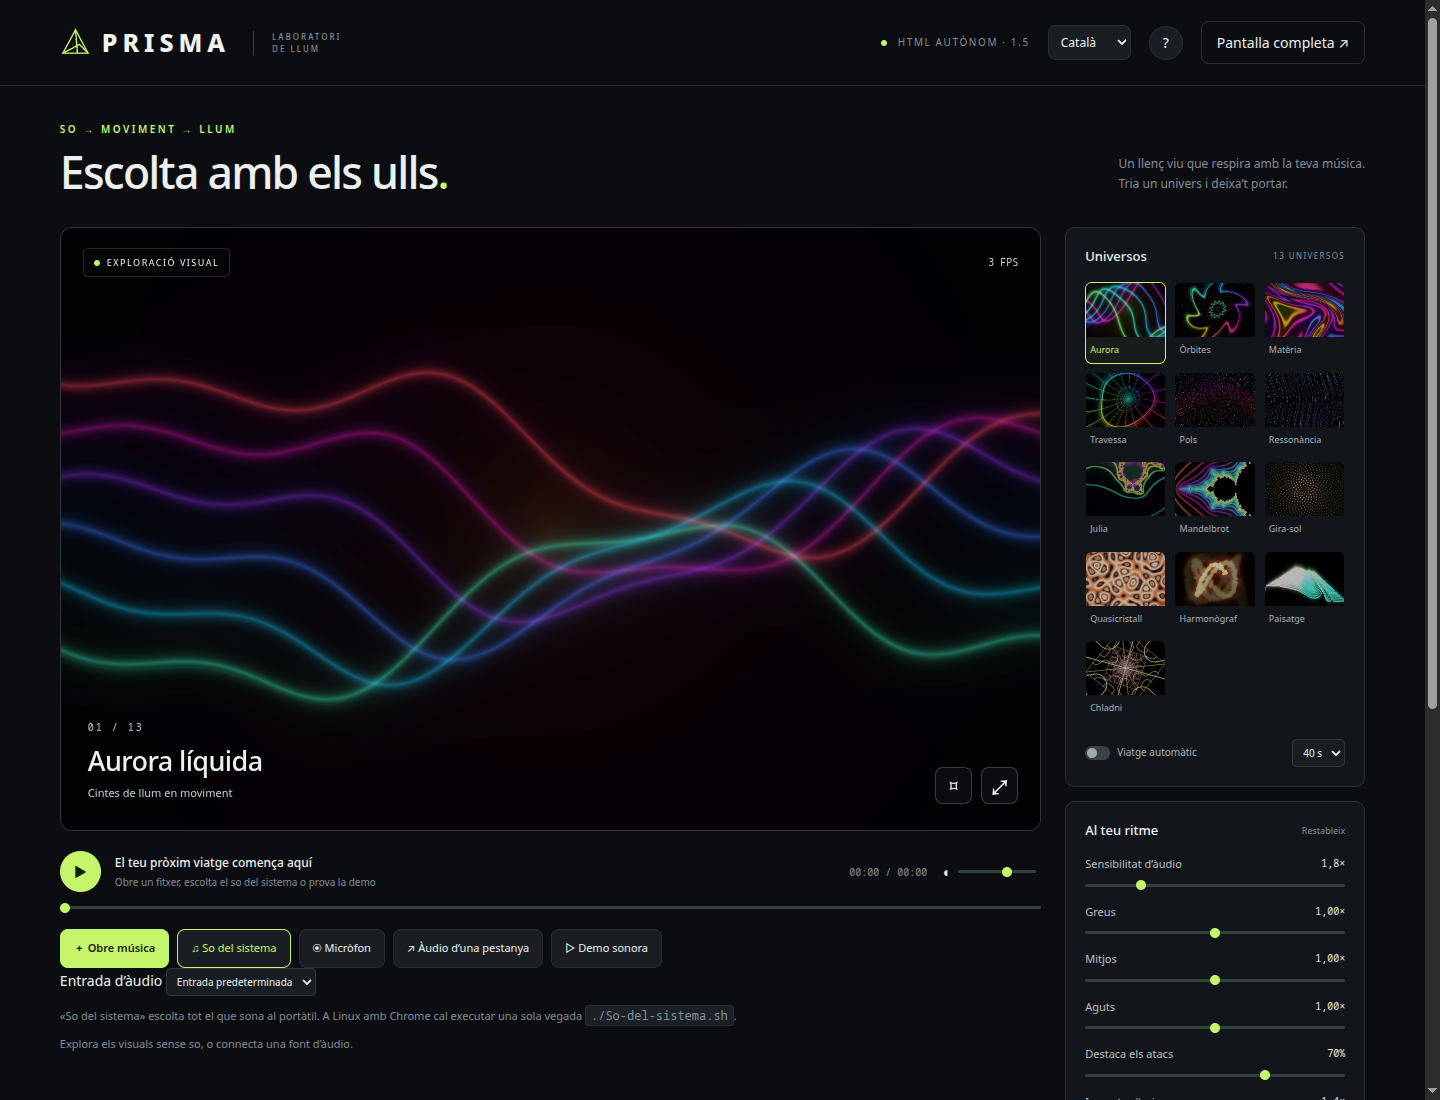 PRISMA
LABORATORI
DE LLUM
HTML AUTÒNOM · 1.5
Català
?
Pantalla completa ↗
SO → MOVIMENT → LLUM
Escolta amb els ulls.
Un llenç viu que respira amb la teva música.
Tria un univers i deixa't portar.
EXPLORACIÓ VISUAL
3 FPS
01 / 13
Aurora líquida
Cintes de llum en moviment
Universos
13 UNIVERSOS
Aurora
Òrbites
Matèria
Travessa
Pols
Ressonància
Julia
Mandelbrot
Gira-sol
Quasicristall
Harmonògraf
Paisatge
Chladni
Viatge automàtic
40 s
El teu pròxim viatge comença aquí
Obre un fitxer, escolta el so del sistema o prova la demo
00:00 / 00:00
+ Obre música
♫ So del sistema
Micròfon
↗ Àudio d'una pestanya
▷ Demo sonora
Entrada d'àudio
Entrada predeterminada
«So del sistema» escolta tot el que sona al portàtil. A Linux amb Chrome cal executar una sola vegada ./So-del-sistema.sh.
Explora els visuals sense so, o connecta una font d'àudio.
Al teu ritme
Restableix
Sensibilitat d'àudio
1,8×
Greus
1,00×
Mitjos
1,00×
Aguts
1,00×
Destaca els atacs
70%